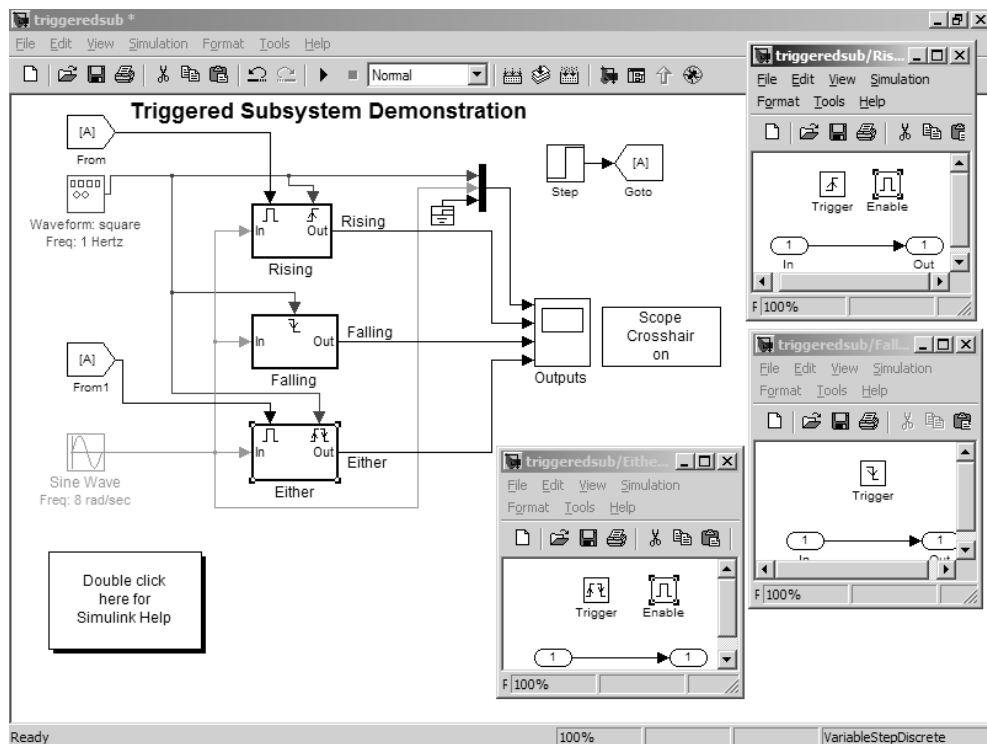 triggeredsub *
File Edit View Simulation Format Tools Help
Normal
Triggered Subsystem Demonstration
[A]
From
Waveform: square
Freq: 1 Hertz
In
Out
Rising
Rising
Step
[A]
Goto
In
Out
Falling
Falling
[A]
From1
In
Out
Either
Either
Sine Wave
Freq: 8 rad/sec
Outputs
Scope
Crosshair
on
Double click
here for
Simulink Help
triggeredsub/Ris...
File Edit View Simulation
Format Tools Help
Trigger
Enable
1
In
1
Out
F 100%
triggeredsub/Fall...
File Edit View Simulation
Format Tools Help
Trigger
1
In
1
Out
F 100%
triggeredsub/Eithe...
File Edit View Simulation
Format Tools Help
Trigger
Enable
1
1
F 100%
Ready
100%
VariableStepDiscrete